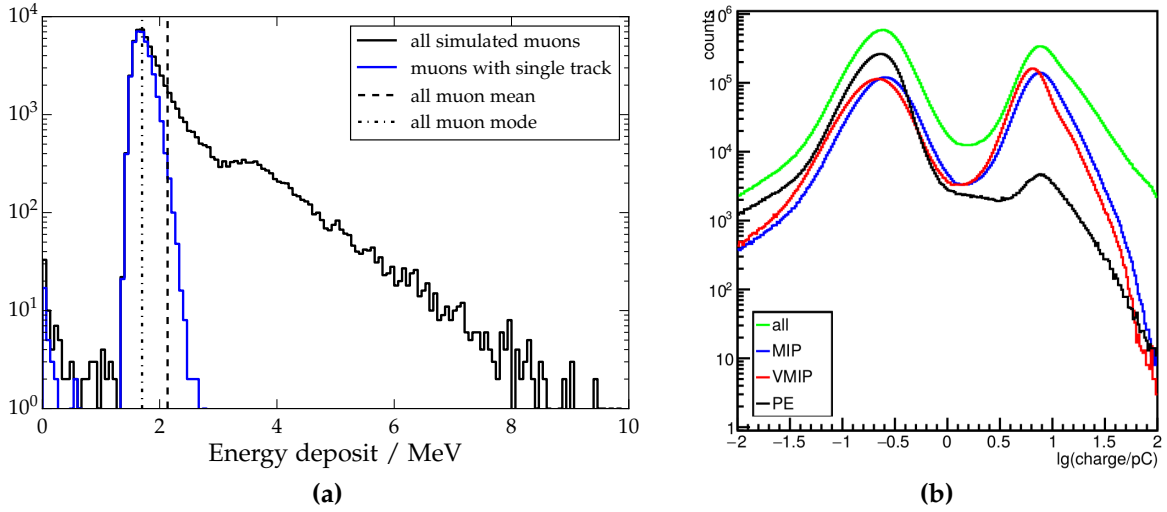 10⁴
10³
10²
10¹
10⁰
0
2
4
6
8
10
Energy deposit / MeV
all simulated muons
muons with single track
all muon mean
all muon mode
(a)
counts
10⁶
10⁵
10⁴
10³
10²
10
1
all
MIP
VMIP
PE
−2
−1.5
−1
−0.5
0
0.5
1
1.5
2
lg(charge/pC)
(b)